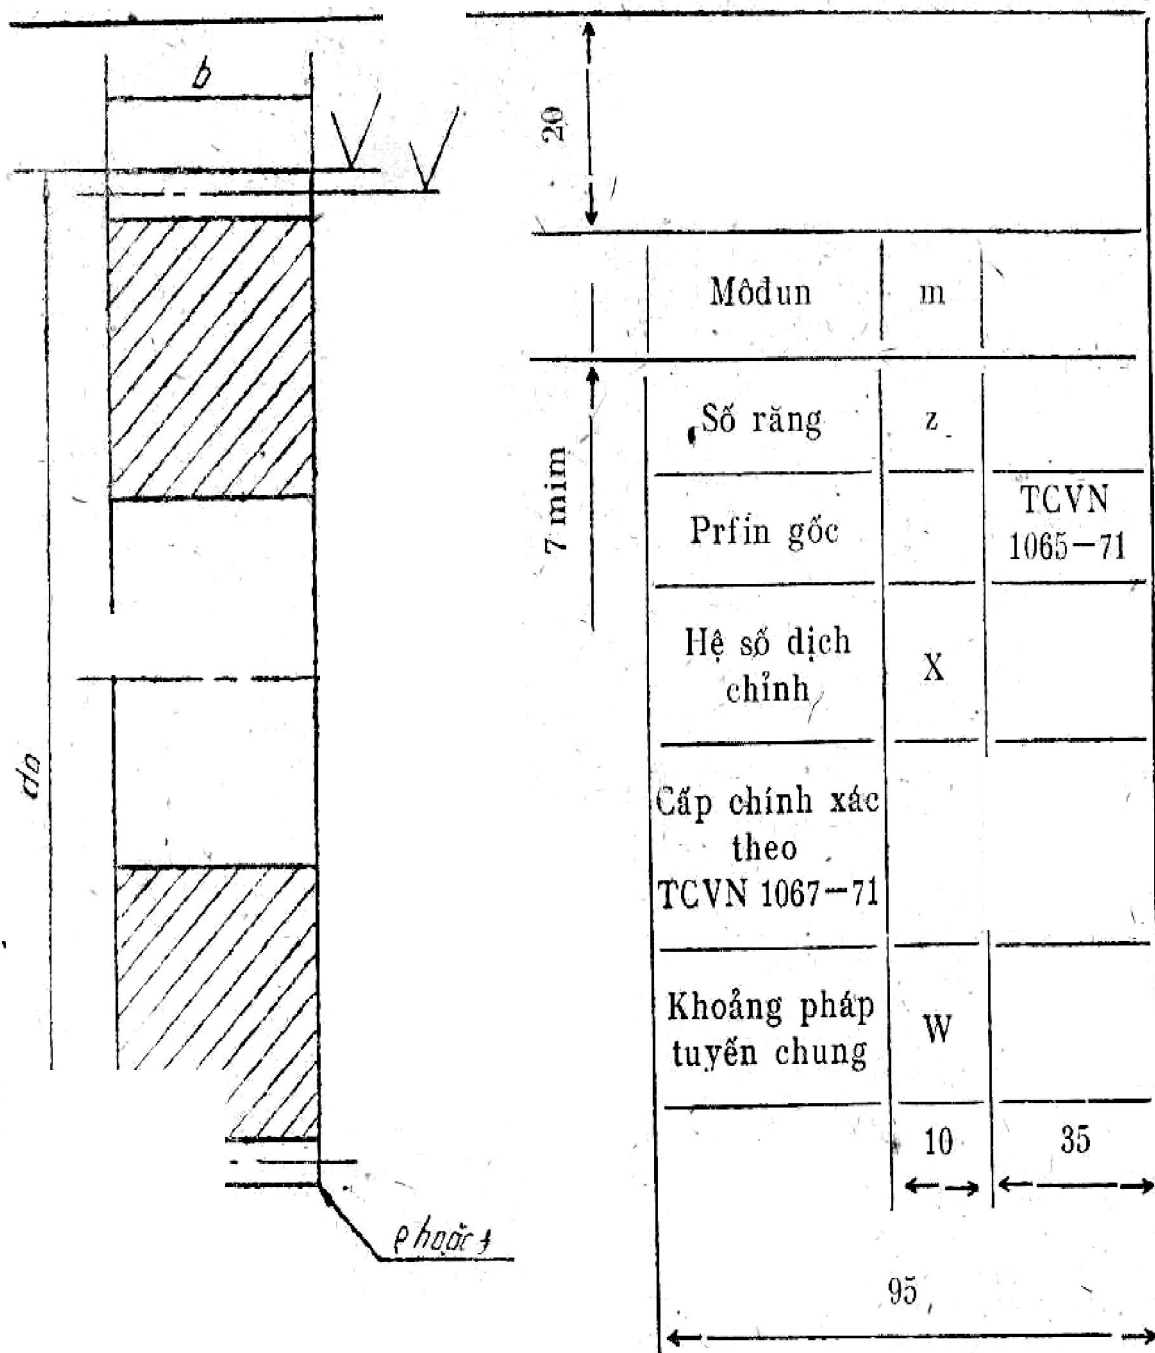 b
20
Môđun m
7 mim
Số răng z
Prfin gốc
TCVN
1065—71
Hệ số dịch
chỉnh
X
da
Cấp chính xác
theo
TCVN 1067—71
Khoảng pháp
tuyến chung
W
10 35
ρ hoặc f
95